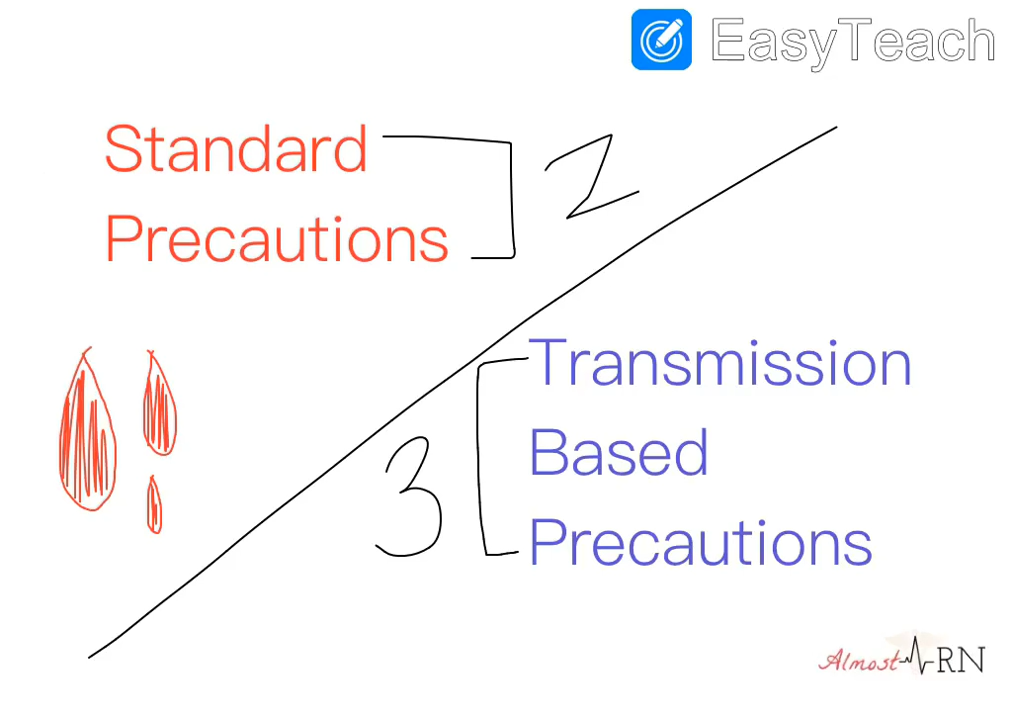 EasyTeach
Standard
Precautions
2
Transmission
Based
Precautions
3
Almost RN